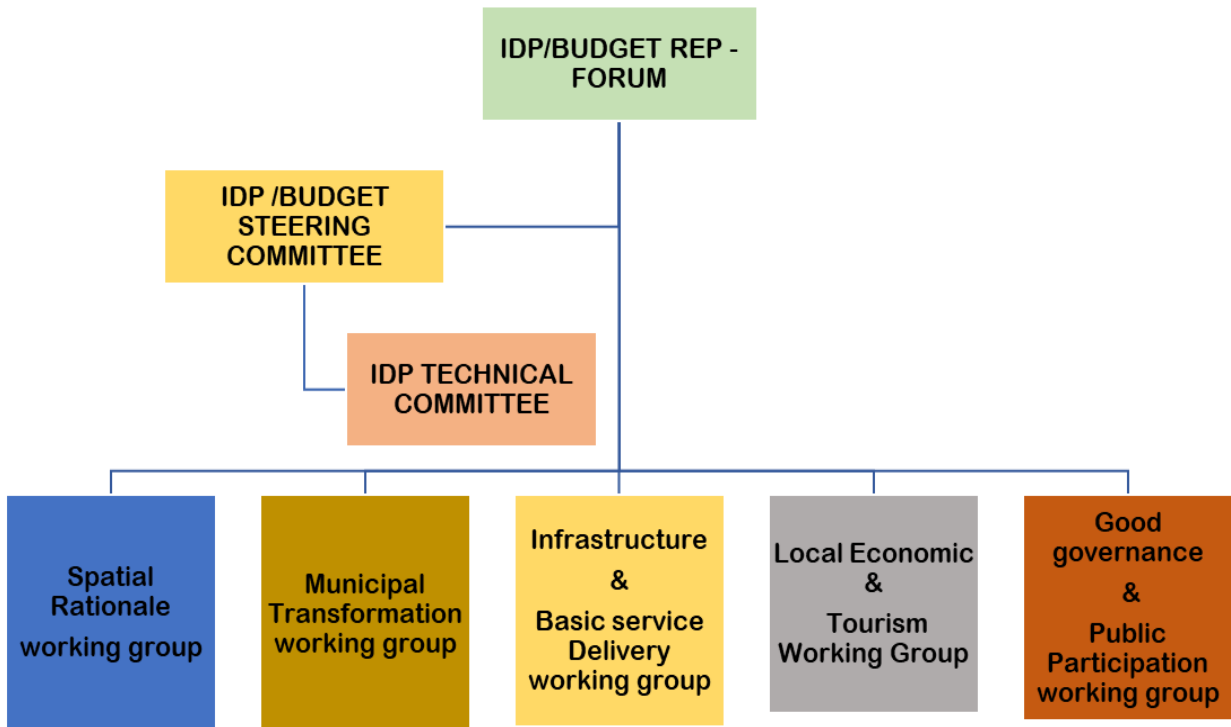 IDP/BUDGET REP -
FORUM
IDP /BUDGET
STEERING
COMMITTEE
IDP TECHNICAL
COMMITTEE
Spatial
Rationale
working group
Municipal
Transformation
working group
Infrastructure
&
Basic service
Delivery
working group
Local Economic
&
Tourism
Working Group
Good
governance
&
Public
Participation
working group